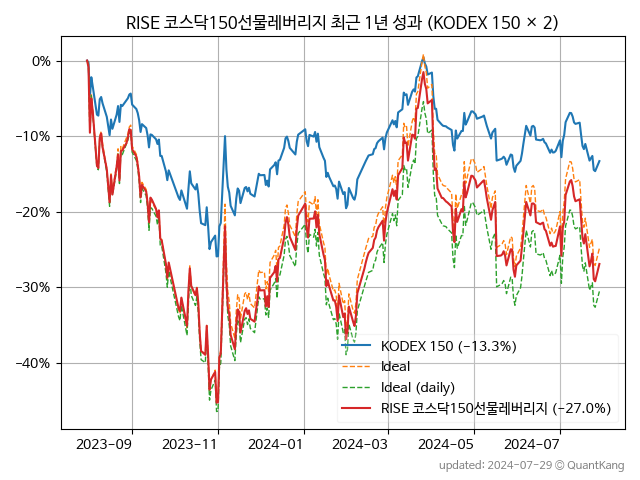 RISE 코스닥150선물레버리지 최근 1년 성과 (KODEX 150 × 2)
0%
−10%
−20%
−30%
−40%
KODEX 150 (−13.3%)
Ideal
Ideal (daily)
RISE 코스닥150선물레버리지 (−27.0%)
2023-09 2023-11 2024-01 2024-03 2024-05 2024-07
updated: 2024-07-29 © QuantKang